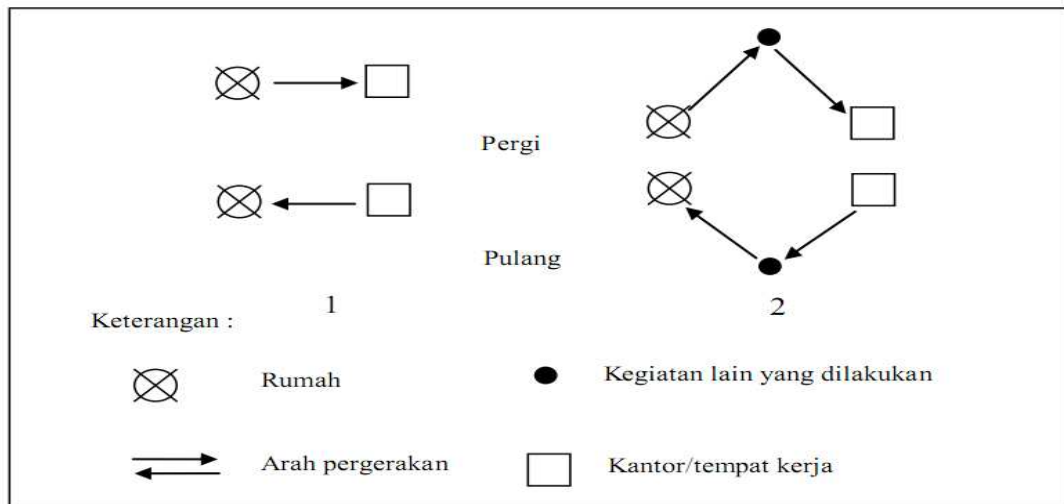 Pergi
Pulang
1
2
Keterangan :
Rumah
Kegiatan lain yang dilakukan
Arah pergerakan
Kantor/tempat kerja